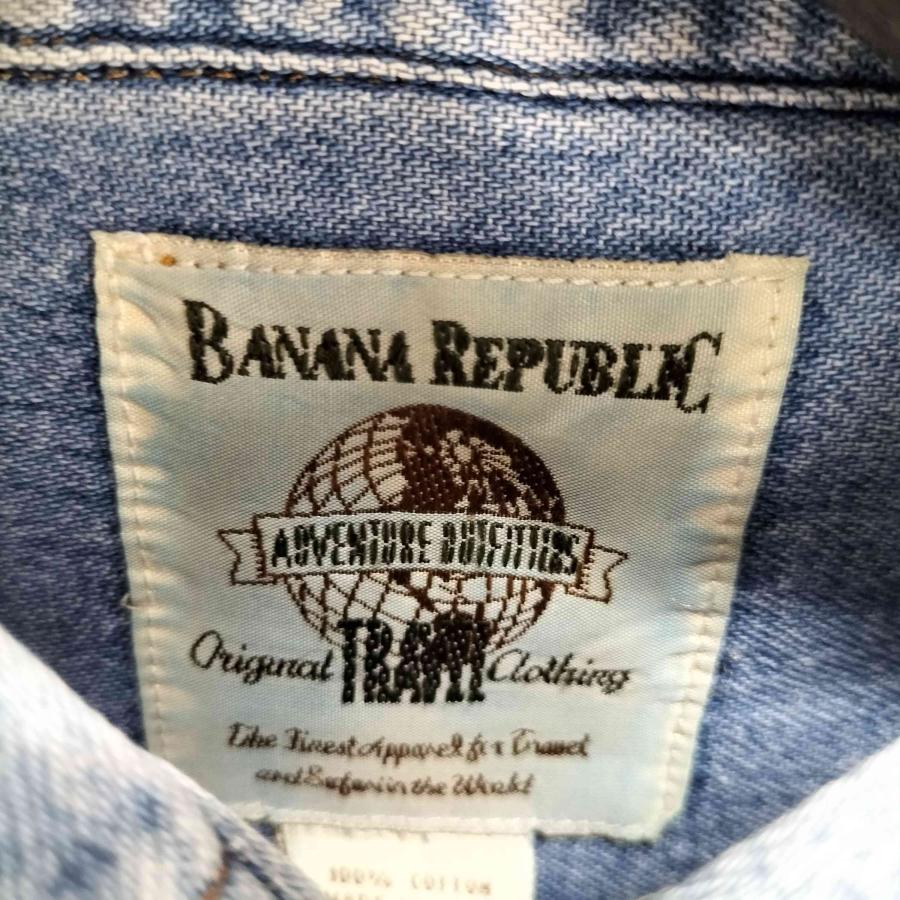 BANANA REPUBLIC
ADVENTURE OUTFITTERS
Original TRAVEL Clothing
The Finest Apparel for Travel
and Safari in the World
100% COTTON